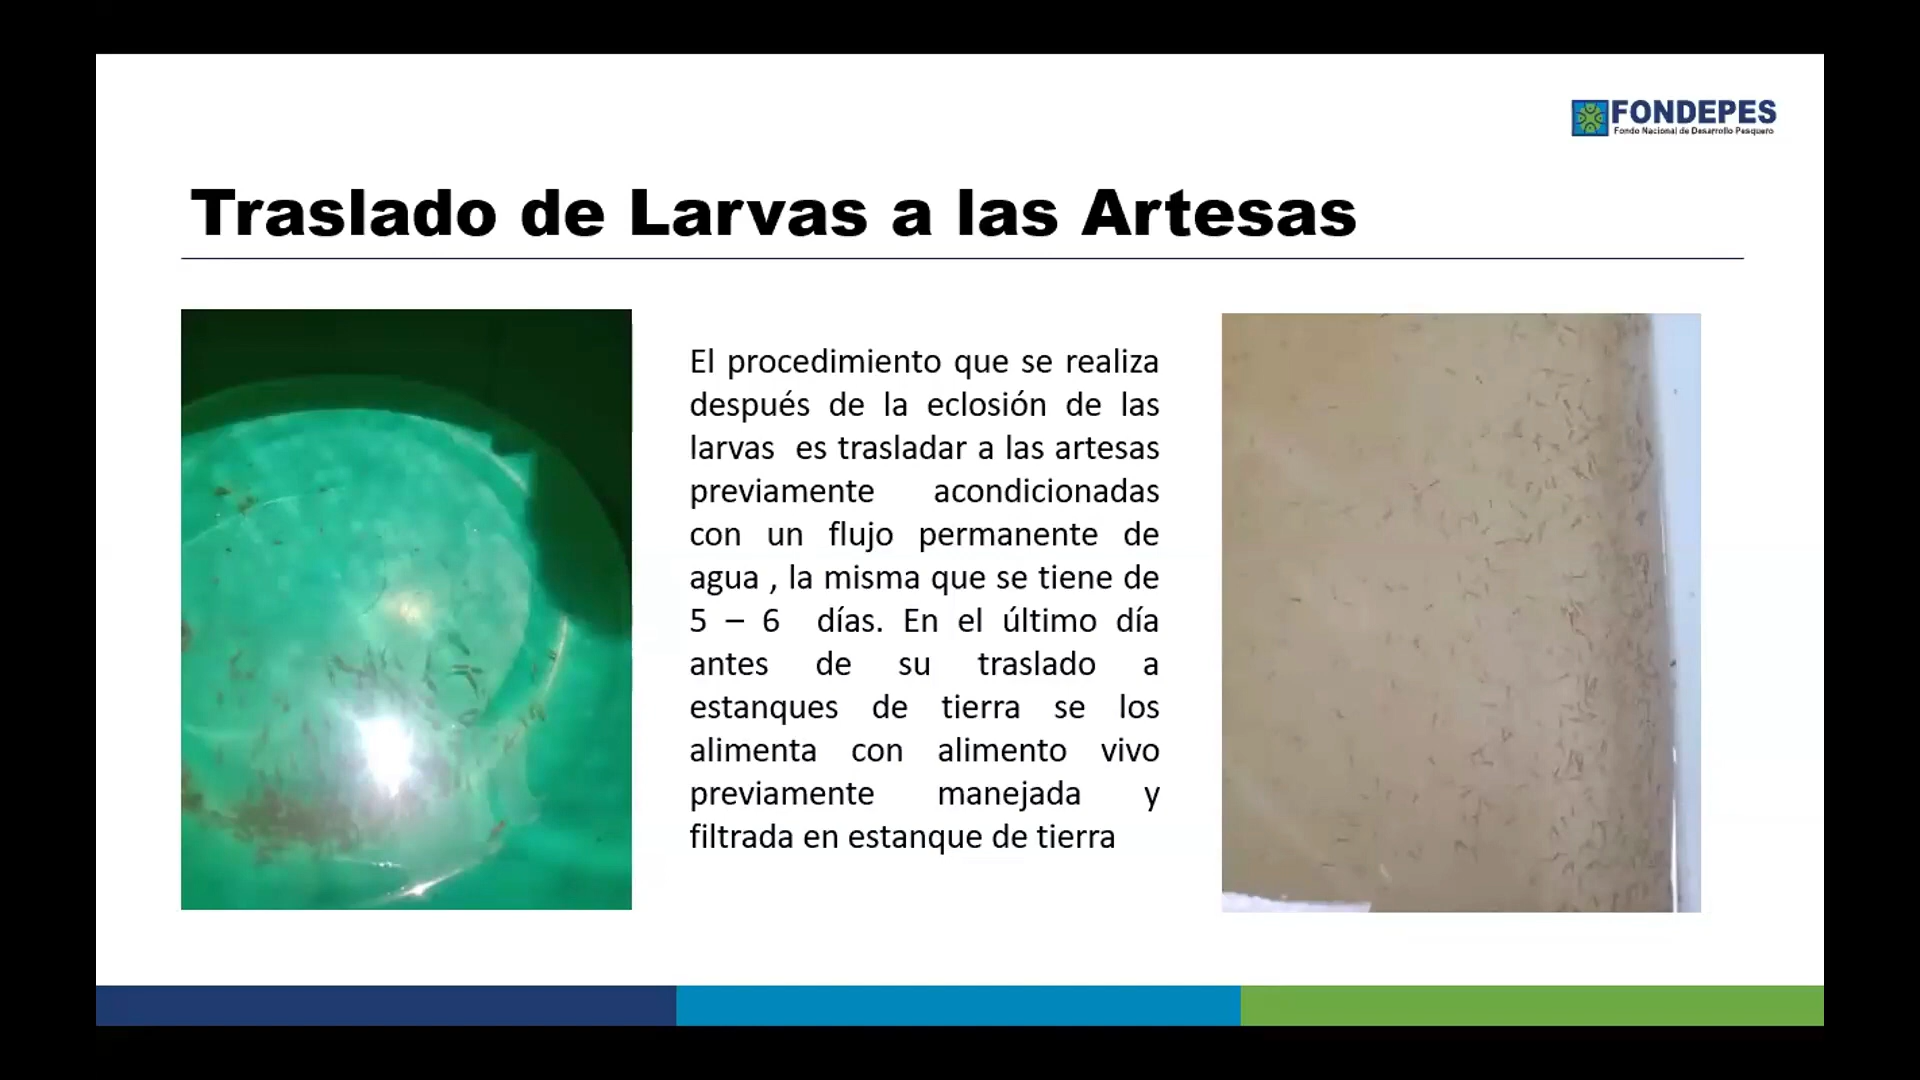 FONDEPES
Fondo Nacional de Desarrollo Pesquero
Traslado de Larvas a las Artesas
El procedimiento que se realiza
después de la eclosión de las
larvas es trasladar a las artesas
previamente acondicionadas
con un flujo permanente de
agua , la misma que se tiene de
5 – 6 días. En el último día
antes de su traslado a
estanques de tierra se los
alimenta con alimento vivo
previamente manejada y
filtrada en estanque de tierra